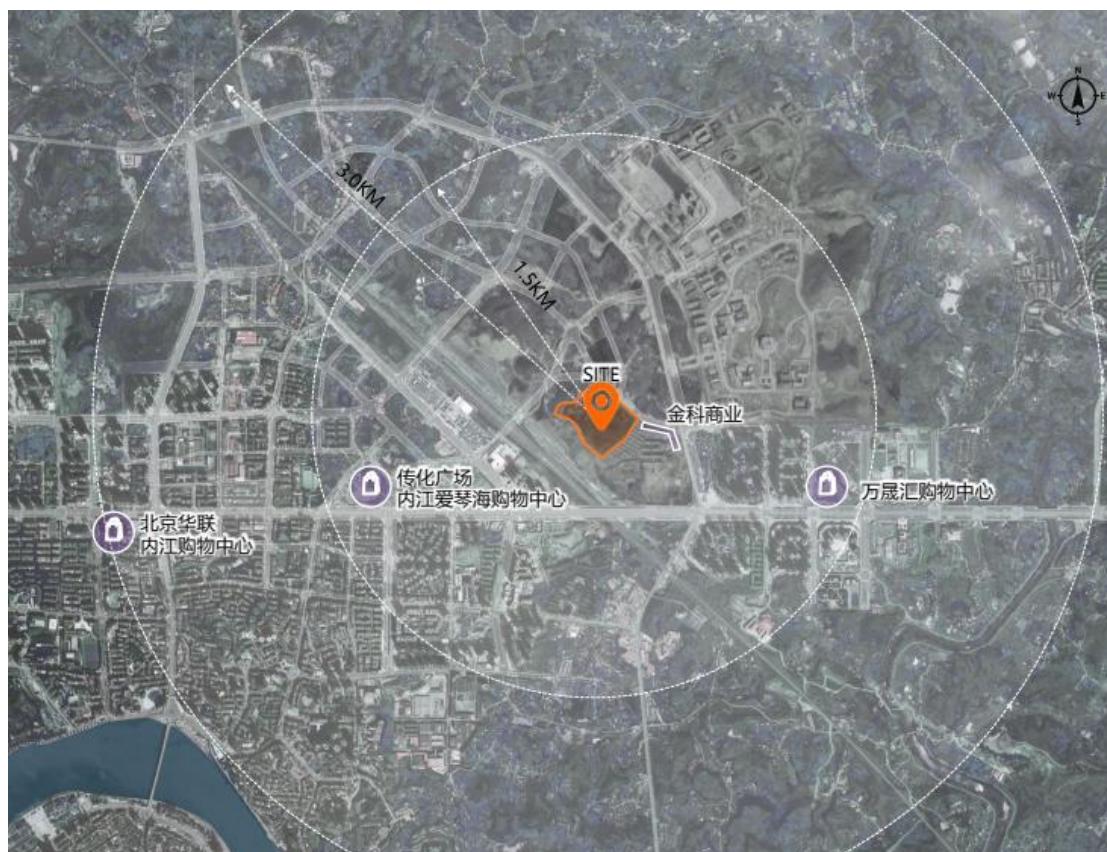 N
W
E
S
3.0KM
1.5KM
SITE
金科商业
传化广场
内江爱琴海购物中心
万晟汇购物中心
北京华联
内江购物中心